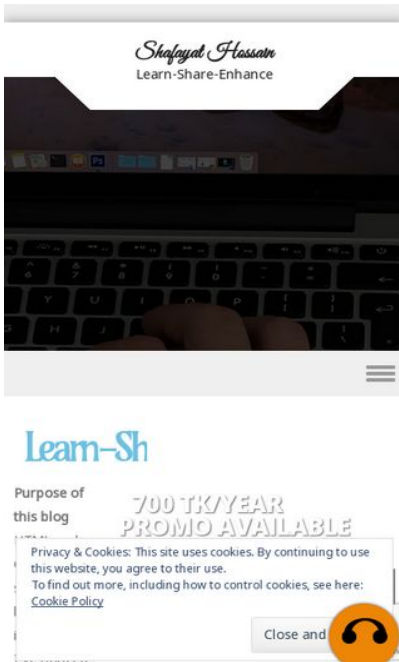 Shafayat Hossain
Learn-Share-Enhance
Learn-Sh
Purpose of
this blog
700 TK/YEAR
PROMO AVAILABLE
Privacy & Cookies: This site uses cookies. By continuing to use
this website, you agree to their use.
To find out more, including how to control cookies, see here:
Cookie Policy
Close and